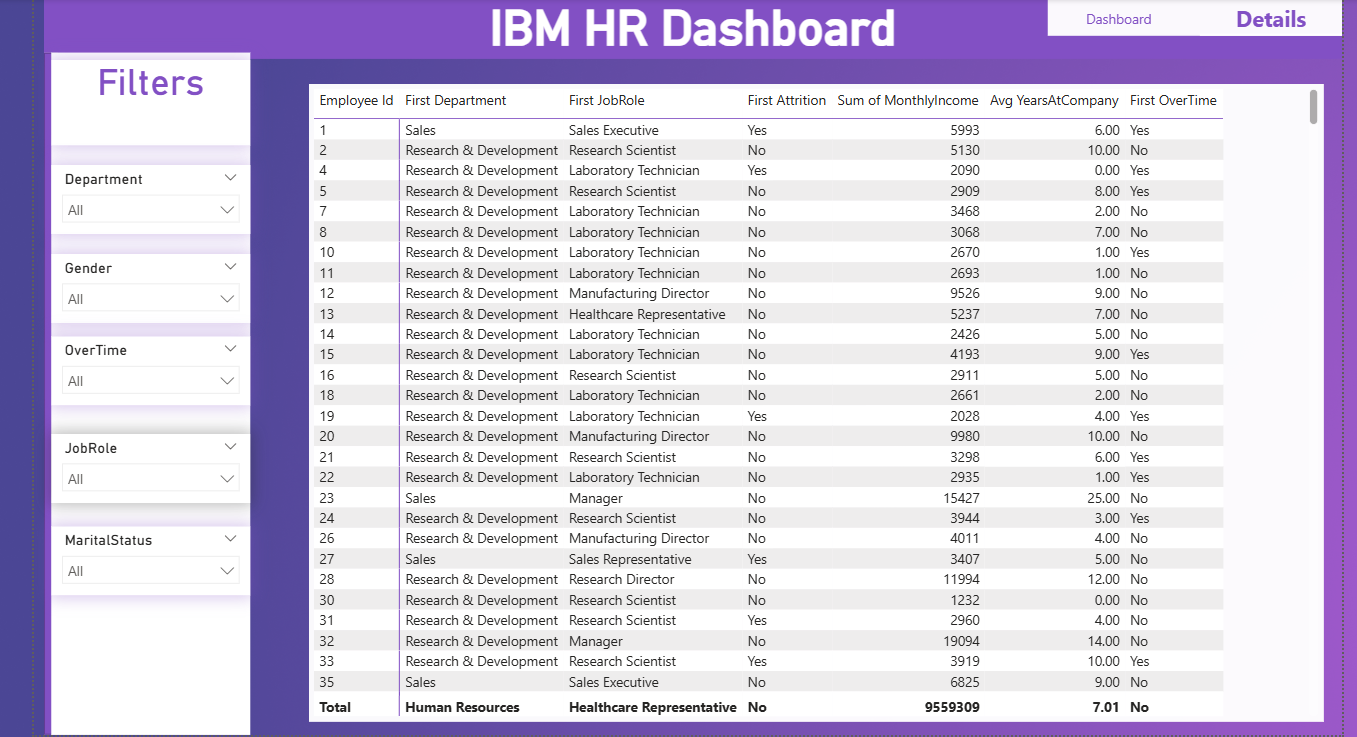 IBM HR Dashboard
Dashboard
Details
Filters
Department
All
Gender
All
OverTime
All
JobRole
All
MaritalStatus
All
Employee Id First Department First JobRole First Attrition Sum of MonthlyIncome Avg YearsAtCompany First OverTime
1 Sales Sales Executive Yes 5993 6.00 Yes
2 Research & Development Research Scientist No 5130 10.00 No
4 Research & Development Laboratory Technician Yes 2090 0.00 Yes
5 Research & Development Research Scientist No 2909 8.00 Yes
7 Research & Development Laboratory Technician No 3468 2.00 No
8 Research & Development Laboratory Technician No 3068 7.00 No
10 Research & Development Laboratory Technician No 2670 1.00 Yes
11 Research & Development Laboratory Technician No 2693 1.00 No
12 Research & Development Manufacturing Director No 9526 9.00 No
13 Research & Development Healthcare Representative No 5237 7.00 No
14 Research & Development Laboratory Technician No 2426 5.00 No
15 Research & Development Laboratory Technician No 4193 9.00 Yes
16 Research & Development Research Scientist No 2911 5.00 No
18 Research & Development Laboratory Technician No 2661 2.00 No
19 Research & Development Laboratory Technician Yes 2028 4.00 Yes
20 Research & Development Manufacturing Director No 9980 10.00 No
21 Research & Development Research Scientist No 3298 6.00 Yes
22 Research & Development Laboratory Technician No 2935 1.00 Yes
23 Sales Manager No 15427 25.00 No
24 Research & Development Research Scientist No 3944 3.00 Yes
26 Research & Development Manufacturing Director No 4011 4.00 No
27 Sales Sales Representative Yes 3407 5.00 No
28 Research & Development Research Director No 11994 12.00 No
30 Research & Development Research Scientist No 1232 0.00 No
31 Research & Development Research Scientist Yes 2960 4.00 No
32 Research & Development Manager No 19094 14.00 No
33 Research & Development Research Scientist Yes 3919 10.00 Yes
35 Sales Sales Executive No 6825 9.00 No
Total Human Resources Healthcare Representative No 9559309 7.01 No